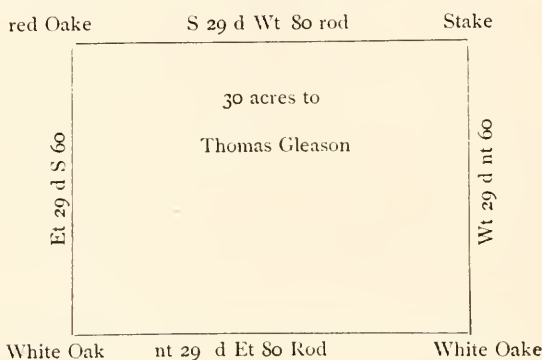 red Oake S 29 d Wt 80 rod Stake
30 acres to
Thomas Gleason
Et 29 d S 60
Wt 29 d nt 60
White Oak nt 29 d Et 80 Rod White Oake